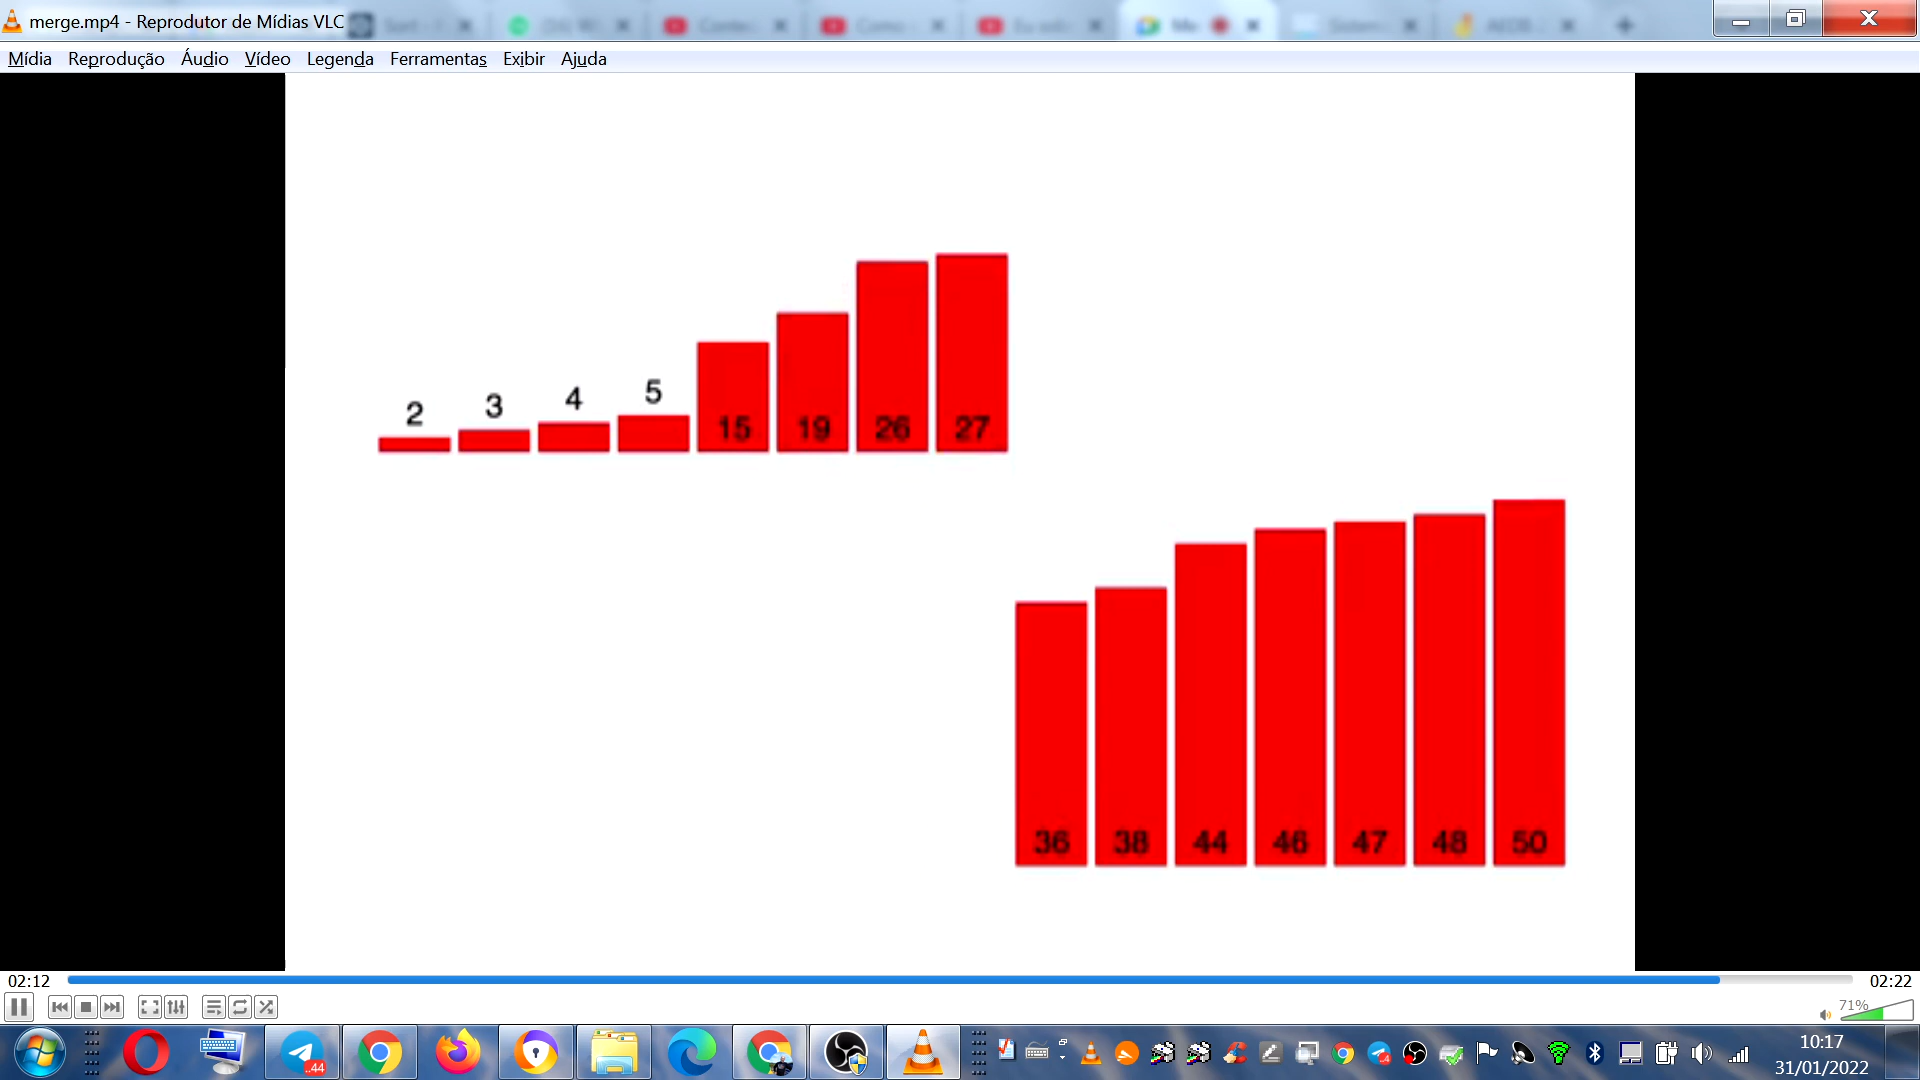 merge.mp4 - Reprodutor de Mídias VLC
Mídia Reprodução Áudio Vídeo Legenda Ferramentas Exibir Ajuda
2 3 4 5 15 19 26 27
36 38 44 46 47 48 50
02:12 02:22
71%
..44
10:17
31/01/2022